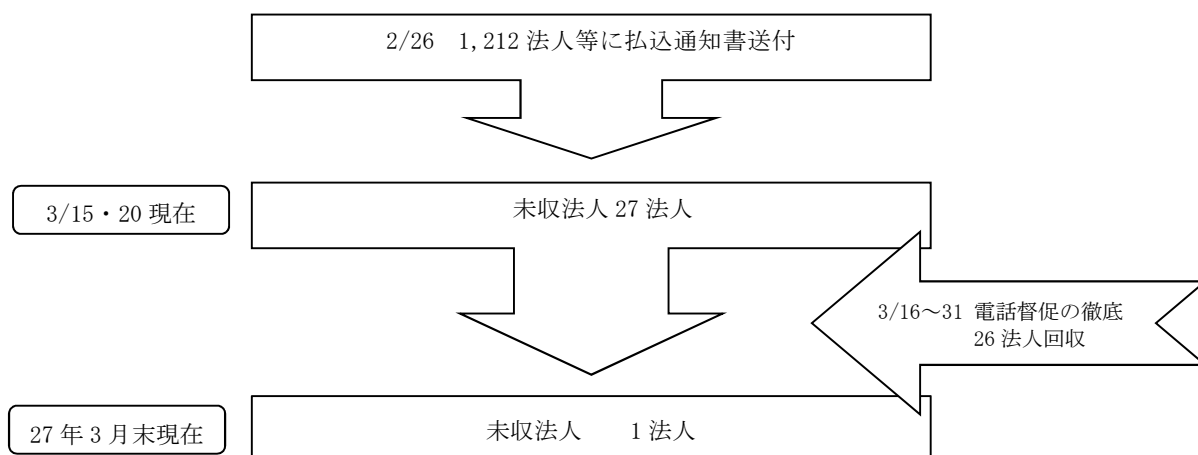 2/26 1,212 法人等に払込通知書送付
3/15・20 現在
未収法人 27 法人
3/16～31 電話督促の徹底
26 法人回収
27 年 3 月末現在
未収法人 1 法人